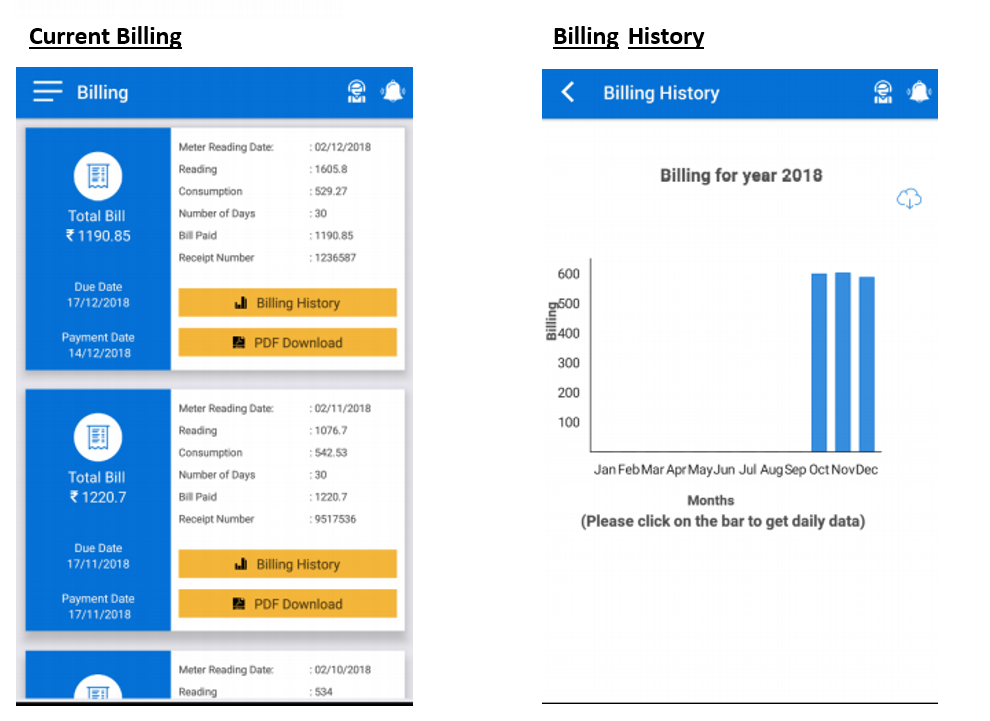 Current Billing
Billing
Total Bill
₹ 1190.85
Due Date
17/12/2018
Payment Date
14/12/2018
Meter Reading Date: : 02/12/2018
Reading : 1605.8
Consumption : 529.27
Number of Days : 30
Bill Paid : 1190.85
Receipt Number : 1236587
Billing History
PDF Download
Total Bill
₹ 1220.7
Due Date
17/11/2018
Payment Date
17/11/2018
Meter Reading Date: : 02/11/2018
Reading : 1076.7
Consumption : 542.53
Number of Days : 30
Bill Paid : 1220.7
Receipt Number : 9517536
Billing History
PDF Download
Meter Reading Date: : 02/10/2018
Reading : 534
Billing History
Billing History
Billing for year 2018
Billing
600
500
400
300
200
100
Jan Feb Mar Apr May Jun Jul Aug Sep Oct Nov Dec
Months
(Please click on the bar to get daily data)